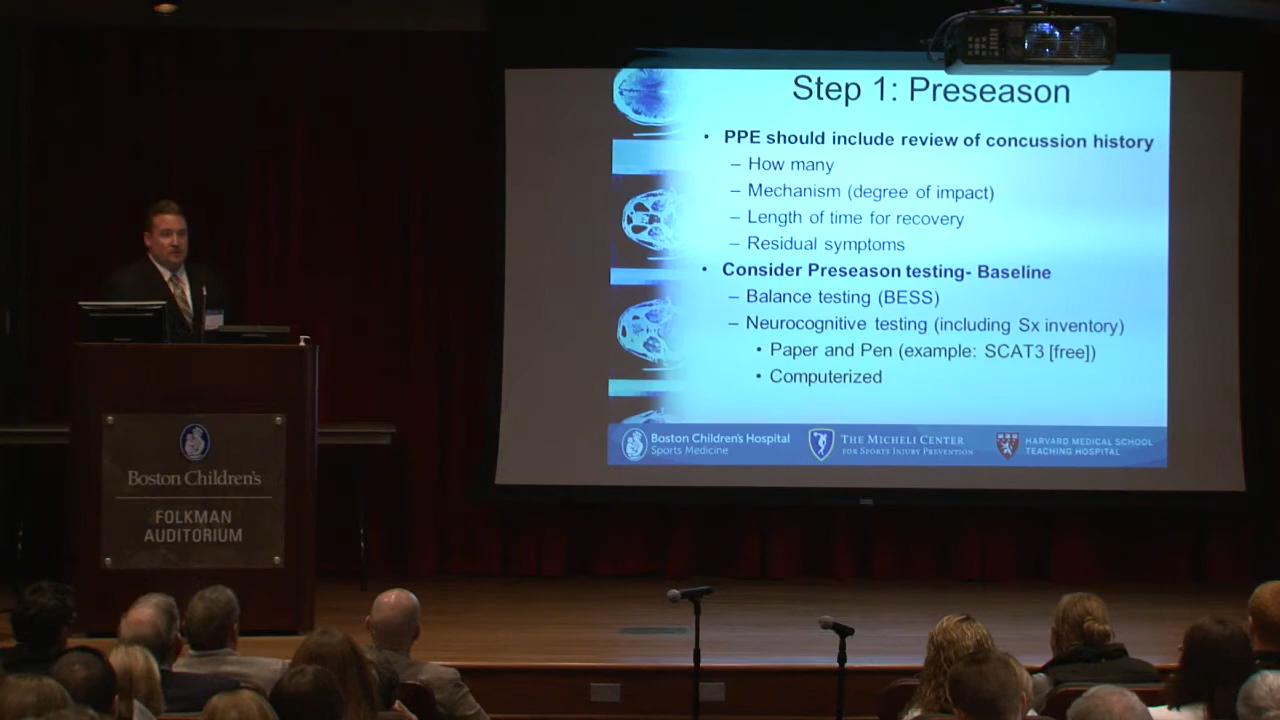 Step 1: Preseason
• PPE should include review of concussion history
– How many
– Mechanism (degree of impact)
– Length of time for recovery
– Residual symptoms
• Consider Preseason testing- Baseline
– Balance testing (BESS)
– Neurocognitive testing (including Sx inventory)
• Paper and Pen (example: SCAT3 [free])
• Computerized
Boston Children's Hospital
Sports Medicine
THE MICHELI CENTER
FOR SPORTS INJURY PREVENTION
HARVARD MEDICAL SCHOOL
TEACHING HOSPITAL
Boston Children's
FOLKMAN
AUDITORIUM